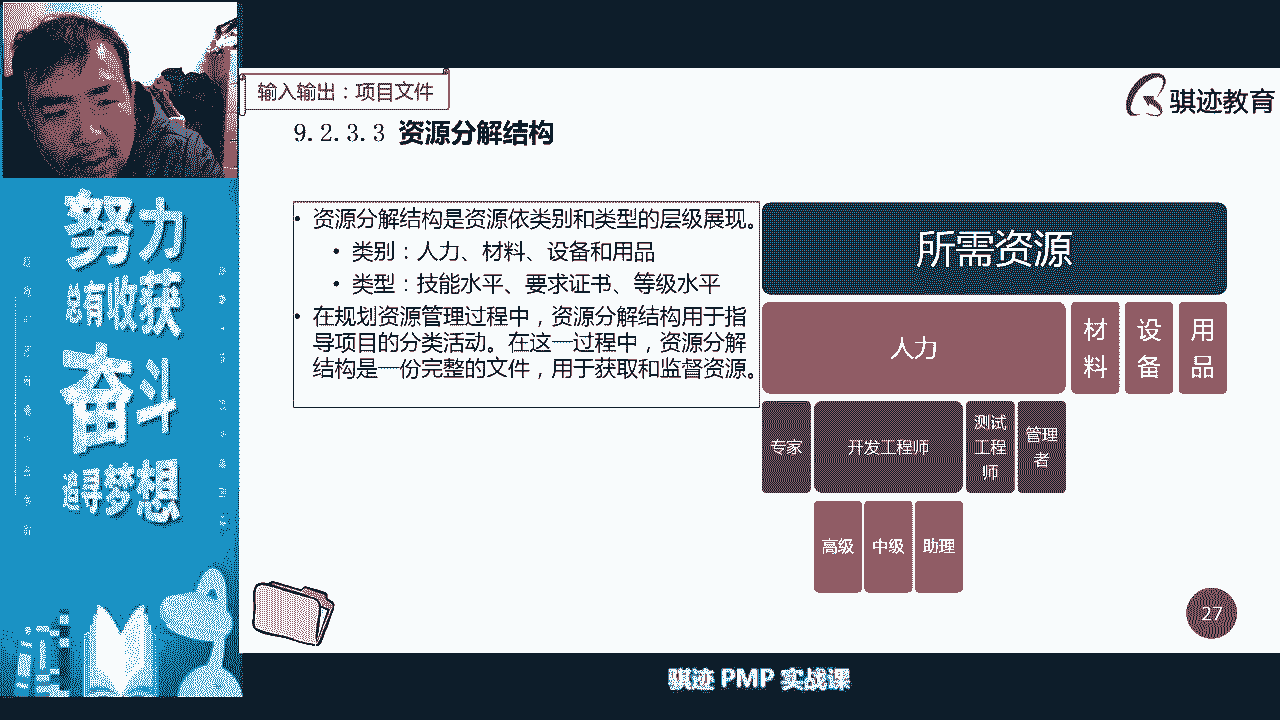 输入输出：项目文件
骐迹教育
9.2.3.3 资源分解结构
• 资源分解结构是资源依类别和类型的层级展现。
• 类别：人力、材料、设备和用品
• 类型：技能水平、要求证书、等级水平
• 在规划资源管理过程中，资源分解结构用于指
导项目的分类活动。在这一过程中，资源分解
结构是一份完整的文件，用于获取和监督资源。
所需资源
人力
材料
设备
用品
专家
开发工程师
测试
工程
师
管理
者
高级
中级
助理
努力
总有收获
奋斗
追寻梦想
27
骐迹 PMP 实战课